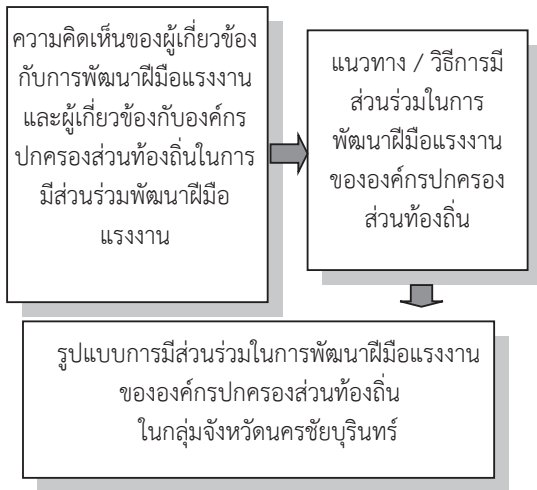 ความคิดเห็นของผู้เกี่ยวข้อง
กับการพัฒนาฝีมือแรงงาน
และผู้เกี่ยวข้องกับองค์กร
ปกครองส่วนท้องถิ่นในการ
มีส่วนร่วมพัฒนาฝีมือ
แรงงาน
แนวทาง / วิธีการมี
ส่วนร่วมในการ
พัฒนาฝีมือแรงงาน
ขององค์กรปกครอง
ส่วนท้องถิ่น
รูปแบบการมีส่วนร่วมในการพัฒนาฝีมือแรงงาน
ขององค์กรปกครองส่วนท้องถิ่น
ในกลุ่มจังหวัดนครชัยบุรินทร์